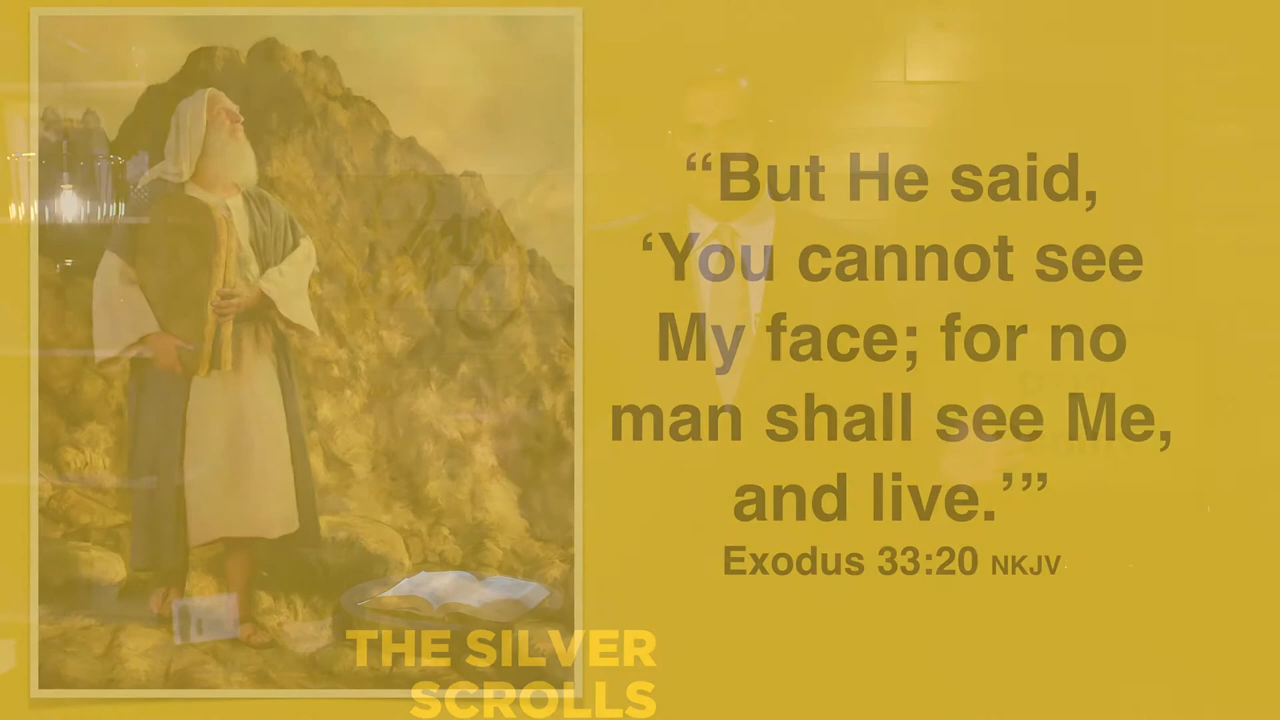 “But He said,
‘You cannot see
My face; for no
man shall see Me,
and live.’”
Exodus 33:20 NKJV
THE SILVER
SCROLLS